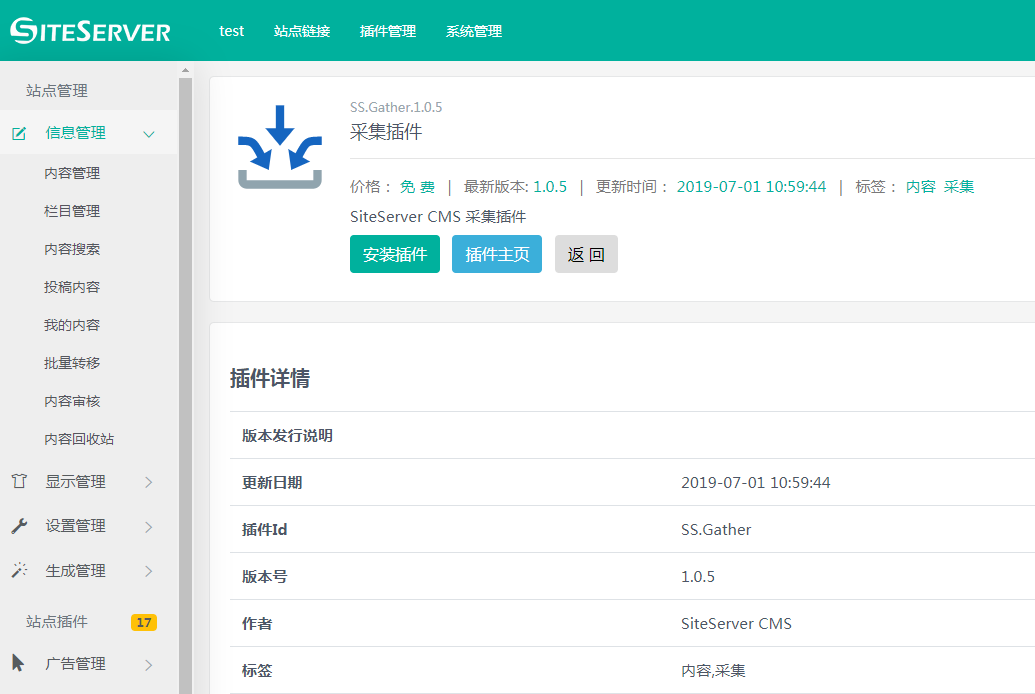 SITESERVER
test 站点链接 插件管理 系统管理
站点管理
信息管理
内容管理
栏目管理
内容搜索
投稿内容
我的内容
批量转移
内容审核
内容回收站
显示管理
设置管理
生成管理
站点插件 17
广告管理
SS.Gather.1.0.5
采集插件
价格： 免 费 | 最新版本: 1.0.5 | 更新时间： 2019-07-01 10:59:44 | 标签： 内容 采集
SiteServer CMS 采集插件
安装插件 插件主页 返 回
插件详情
版本发行说明
更新日期 2019-07-01 10:59:44
插件Id SS.Gather
版本号 1.0.5
作者 SiteServer CMS
标签 内容,采集